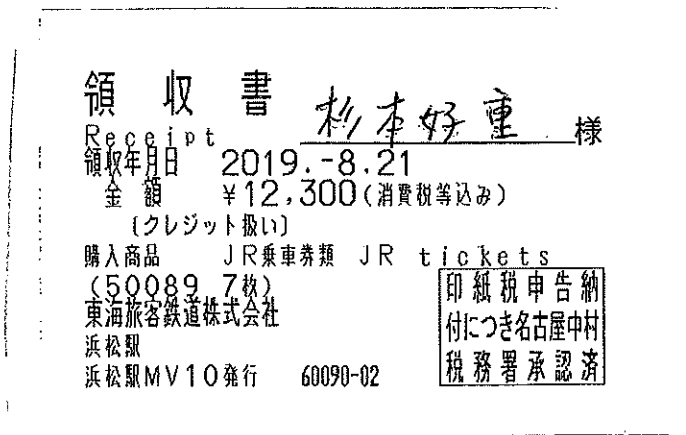 領 収 書 杉本好重 様
Receipt
領収年月日 2019.-8.21
金 額 ¥12,300(消費税等込み)
(クレジット扱い)
購入商品 JR乗車券類 JR tickets
(50089 7枚)
東海旅客鉄道株式会社
浜松駅
浜松駅MV10発行 60090-02
印紙税申告納
付につき名古屋中村
税務署承認済